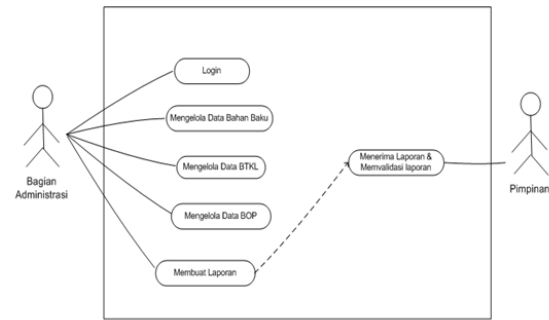 Login
Mengelola Data Bahan Baku
Mengelola Data BTKL
Mengelola Data BOP
Membuat Laporan
Menerima Laporan &
Memvalidasi laporan
Bagian
Administrasi
Pimpinan